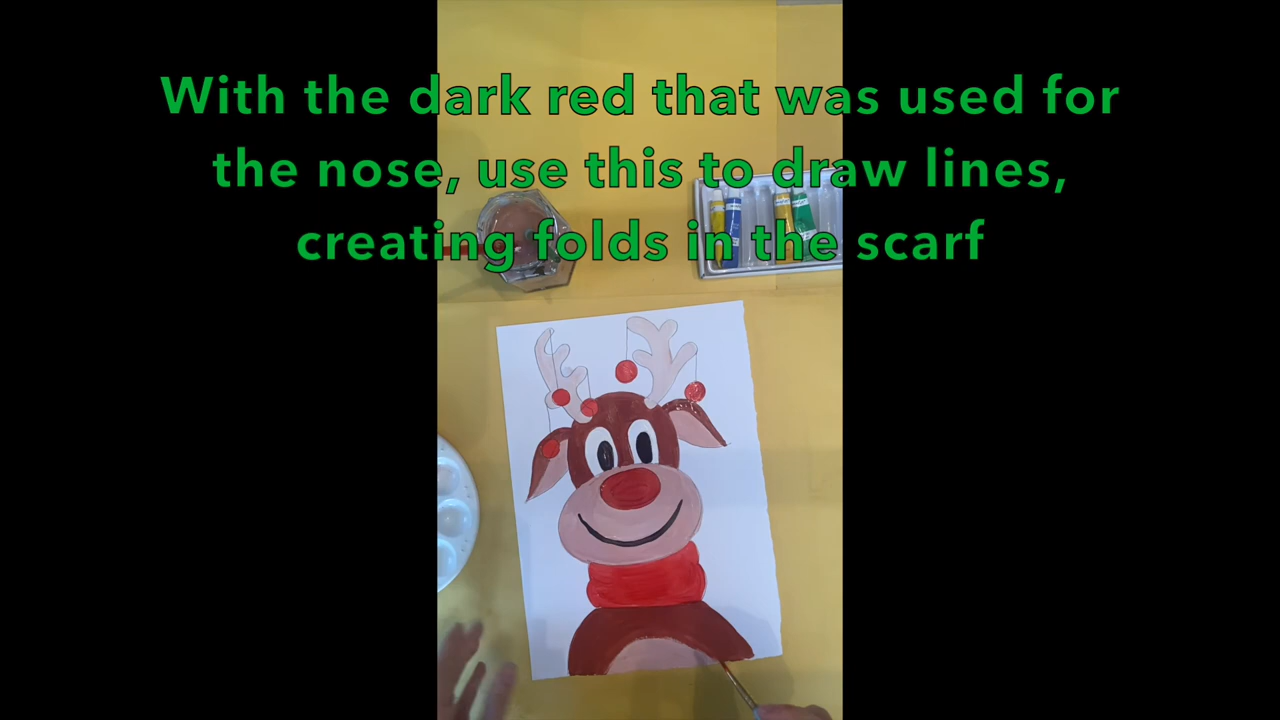 With the dark red that was used for
the nose, use this to draw lines,
creating folds in the scarf